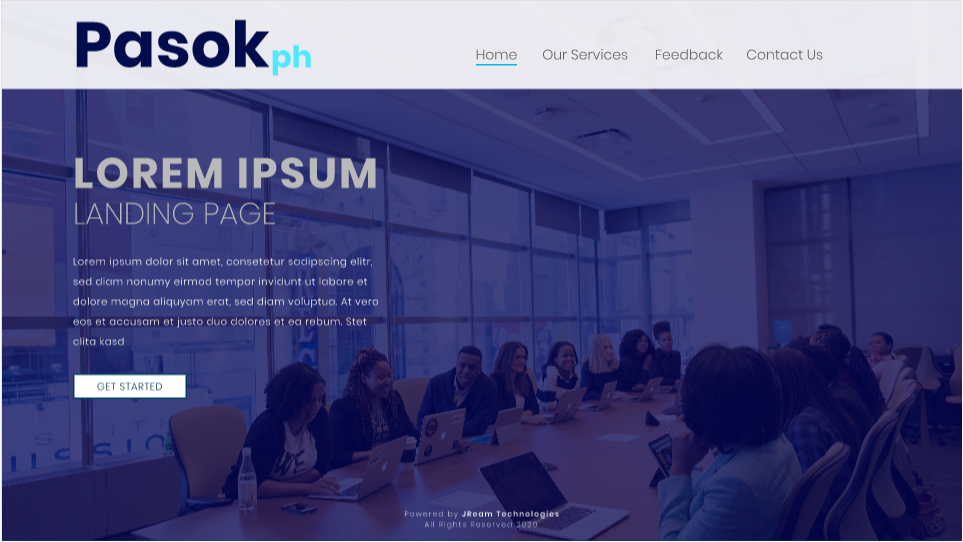 Pasokph
Home Our Services Feedback Contact Us
LOREM IPSUM
LANDING PAGE
Lorem ipsum dolor sit amet, consetetur sadipscing elitr,
sed diam nonumy eirmod tempor invidunt ut labore et
dolore magna aliquyam erat, sed diam voluptua. At vero
eos et accusam et justo duo dolores et ea rebum. Stet
clita kasd
GET STARTED
Powered by JReam Technologies
All Rights Reserved 2020